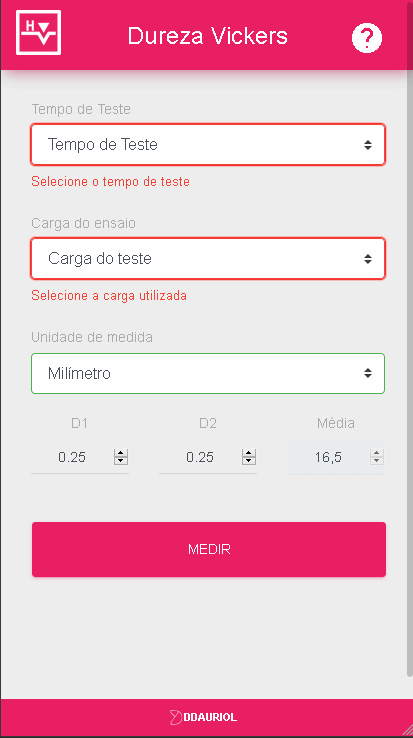 HV
Dureza Vickers
?
Tempo de Teste
Tempo de Teste
Selecione o tempo de teste
Carga do ensaio
Carga do teste
Selecione a carga utilizada
Unidade de medida
Milímetro
D1 D2 Média
0.25 0.25 16,5
MEDIR
DDAURIOL